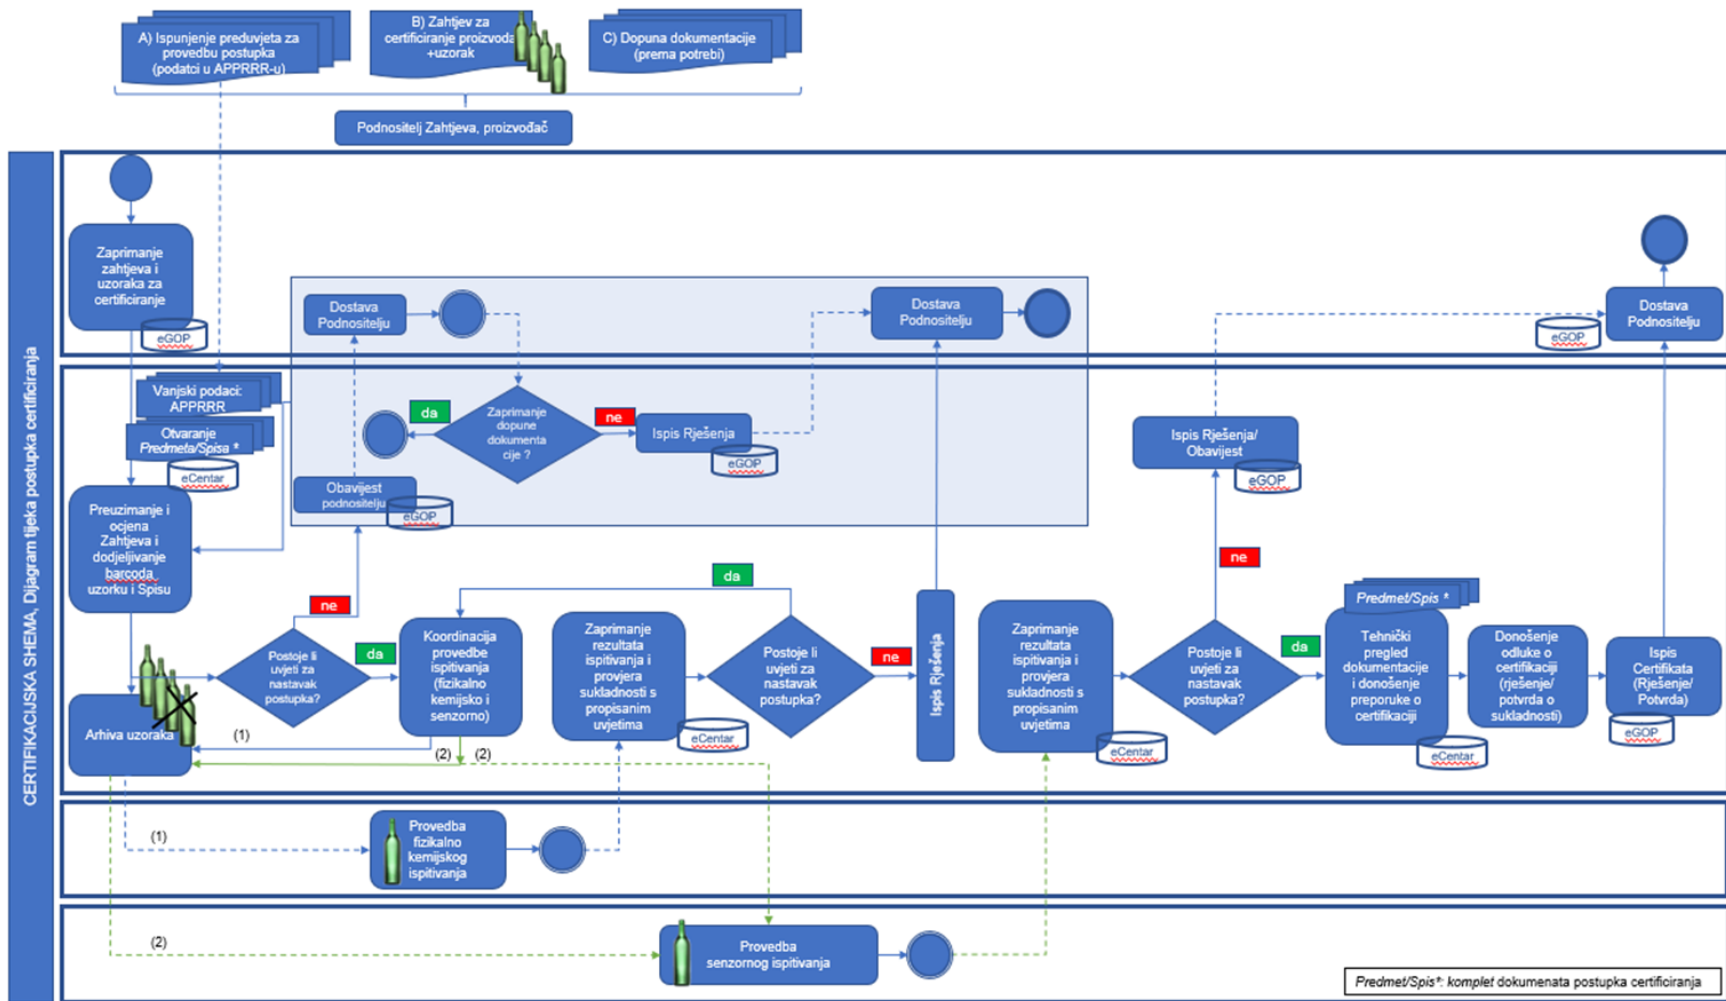 A) Ispunjenje preduvjeta za
provedbu postupka
(podatci u APPRRR-u)
B) Zahtjev za
certificiranje proizvoda
+uzorak
C) Dopuna dokumentacije
(prema potrebi)
Podnositelj Zahtjeva, proizvođač
CERTIFIKACIJSKA SHEMA, Dijagram tijeka postupka certificiranja
Zaprimanje
zahtjeva i
uzoraka za
certificiranje
eGOP
Dostava
Podnositelju
Dostava
Podnositelju
Dostava
Podnositelju
eGOP
Vanjski podaci:
APPRRR
Otvaranje
Predmeta/Spisa *
eCentar
da
Zaprimanje
dopune
dokumenta
cije ?
ne
Ispis Rješenja
eGOP
Ispis Rješenja/
Obavijest
eGOP
Obavijest
podnositelju
eGOP
Preuzimanje i
ocjena
Zahtjeva i
dodjeljivanje
barcoda
uzorku i Spisu
ne
da
ne
Postoje li
uvjeti za
nastavak
postupka?
da
Koordinacija
provedbe
ispitivanja
(fizikalno
kemijsko i
senzorno)
Zaprimanje
rezultata
ispitivanja i
provjera
sukladnosti s
propisanim
uvjetima
eCentar
Postoje li
uvjeti za
nastavak
postupka?
ne
Ispis Rješenja
Zaprimanje
rezultata
ispitivanja i
provjera
sukladnosti s
propisanim
uvjetima
eCentar
Postoje li
uvjeti za
nastavak
postupka?
da
Predmet/Spis *
Tehnički
pregled
dokumentacije
i donošenje
preporuke o
certifikaciji
eCentar
Donošenje
odluke o
certifikaciji
(rješenje/
potvrda o
sukladnosti)
Ispis
Certifikata
(Rješenje/
Potvrda)
eGOP
Arhiva uzoraka
(1)
(2)
(2)
(1)
Provedba
fizikalno
kemijskog
ispitivanja
(2)
Provedba
senzornog ispitivanja
Predmet/Spis*: komplet dokumenata postupka certificiranja